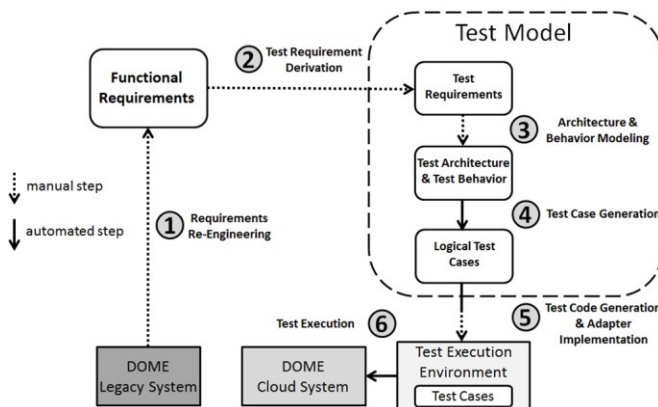 Test Model
2
Test Requirement
Derivation
Functional
Requirements
Test
Requirements
3
Architecture &
Behavior Modeling
manual step
automated step
1
Requirements
Re-Engineering
Test Architecture
& Test Behavior
4
Test Case Generation
Logical Test
Cases
Test Execution
6
5
Test Code Generation
& Adapter
Implementation
DOME
Legacy System
DOME
Cloud System
Test Execution
Environment
Test Cases